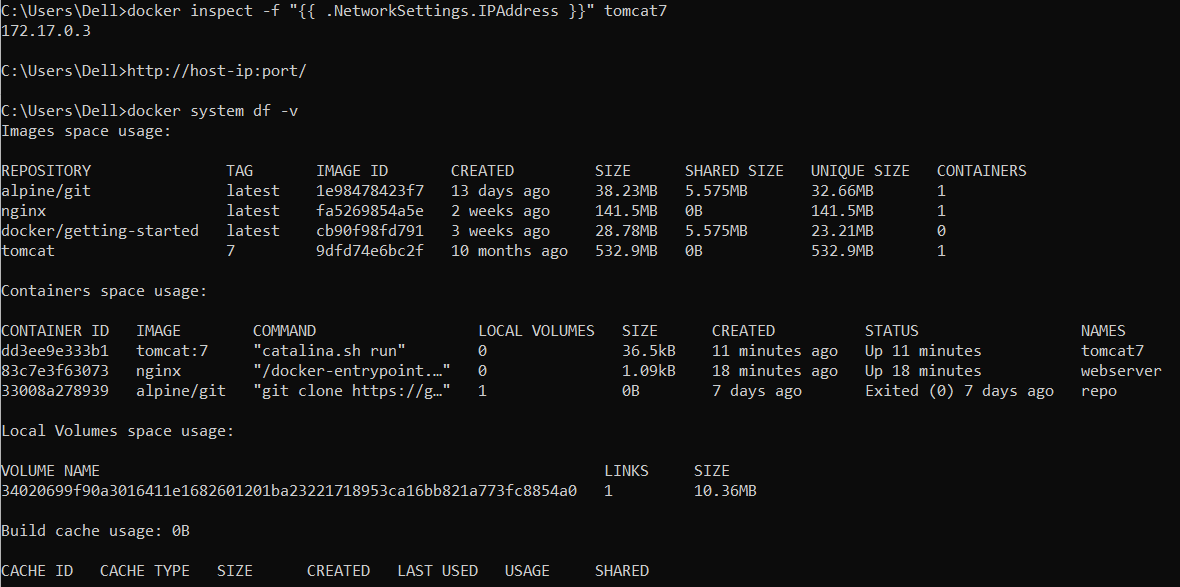 C:\Users\Dell>docker inspect -f "{{ .NetworkSettings.IPAddress }}" tomcat7
172.17.0.3
C:\Users\Dell>http://host-ip:port/
C:\Users\Dell>docker system df -v
Images space usage:
REPOSITORY TAG IMAGE ID CREATED SIZE SHARED SIZE UNIQUE SIZE CONTAINERS
alpine/git latest 1e98478423f7 13 days ago 38.23MB 5.575MB 32.66MB 1
nginx latest fa5269854a5e 2 weeks ago 141.5MB 0B 141.5MB 1
docker/getting-started latest cb90f98fd791 3 weeks ago 28.78MB 5.575MB 23.21MB 0
tomcat 7 9dfd74e6bc2f 10 months ago 532.9MB 0B 532.9MB 1
Containers space usage:
CONTAINER ID IMAGE COMMAND LOCAL VOLUMES SIZE CREATED STATUS NAMES
dd3ee9e333b1 tomcat:7 "catalina.sh run" 0 36.5kB 11 minutes ago Up 11 minutes tomcat7
83c7e3f63073 nginx "/docker-entrypoint.…" 0 1.09kB 18 minutes ago Up 18 minutes webserver
33008a278939 alpine/git "git clone https://g…" 1 0B 7 days ago Exited (0) 7 days ago repo
Local Volumes space usage:
VOLUME NAME LINKS SIZE
34020699f90a3016411e1682601201ba23221718953ca16bb821a773fc8854a0 1 10.36MB
Build cache usage: 0B
CACHE ID CACHE TYPE SIZE CREATED LAST USED USAGE SHARED